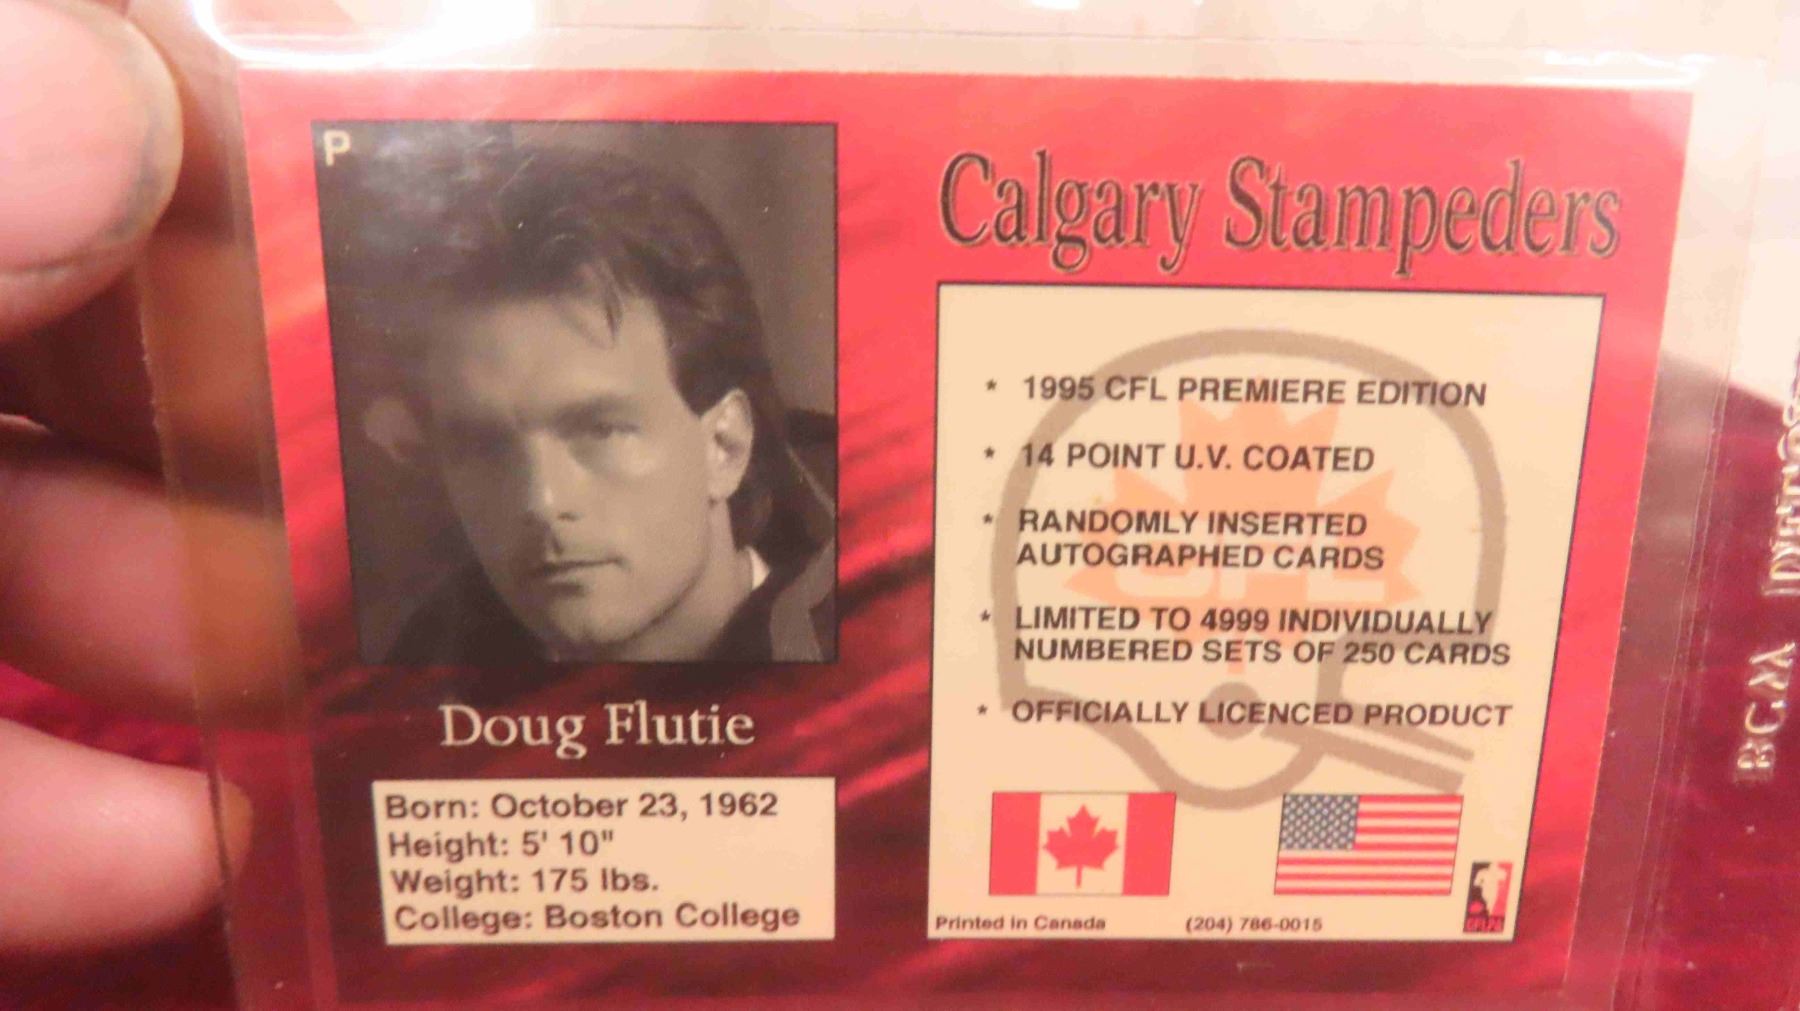 P
Doug Flutie
Born: October 23, 1962
Height: 5' 10"
Weight: 175 lbs.
College: Boston College
Calgary Stampeders
* 1995 CFL PREMIERE EDITION
* 14 POINT U.V. COATED
* RANDOMLY INSERTED
AUTOGRAPHED CARDS
* LIMITED TO 4999 INDIVIDUALLY
NUMBERED SETS OF 250 CARDS
* OFFICIALLY LICENCED PRODUCT
CFL
Printed in Canada (204) 786-0015
CFLPA